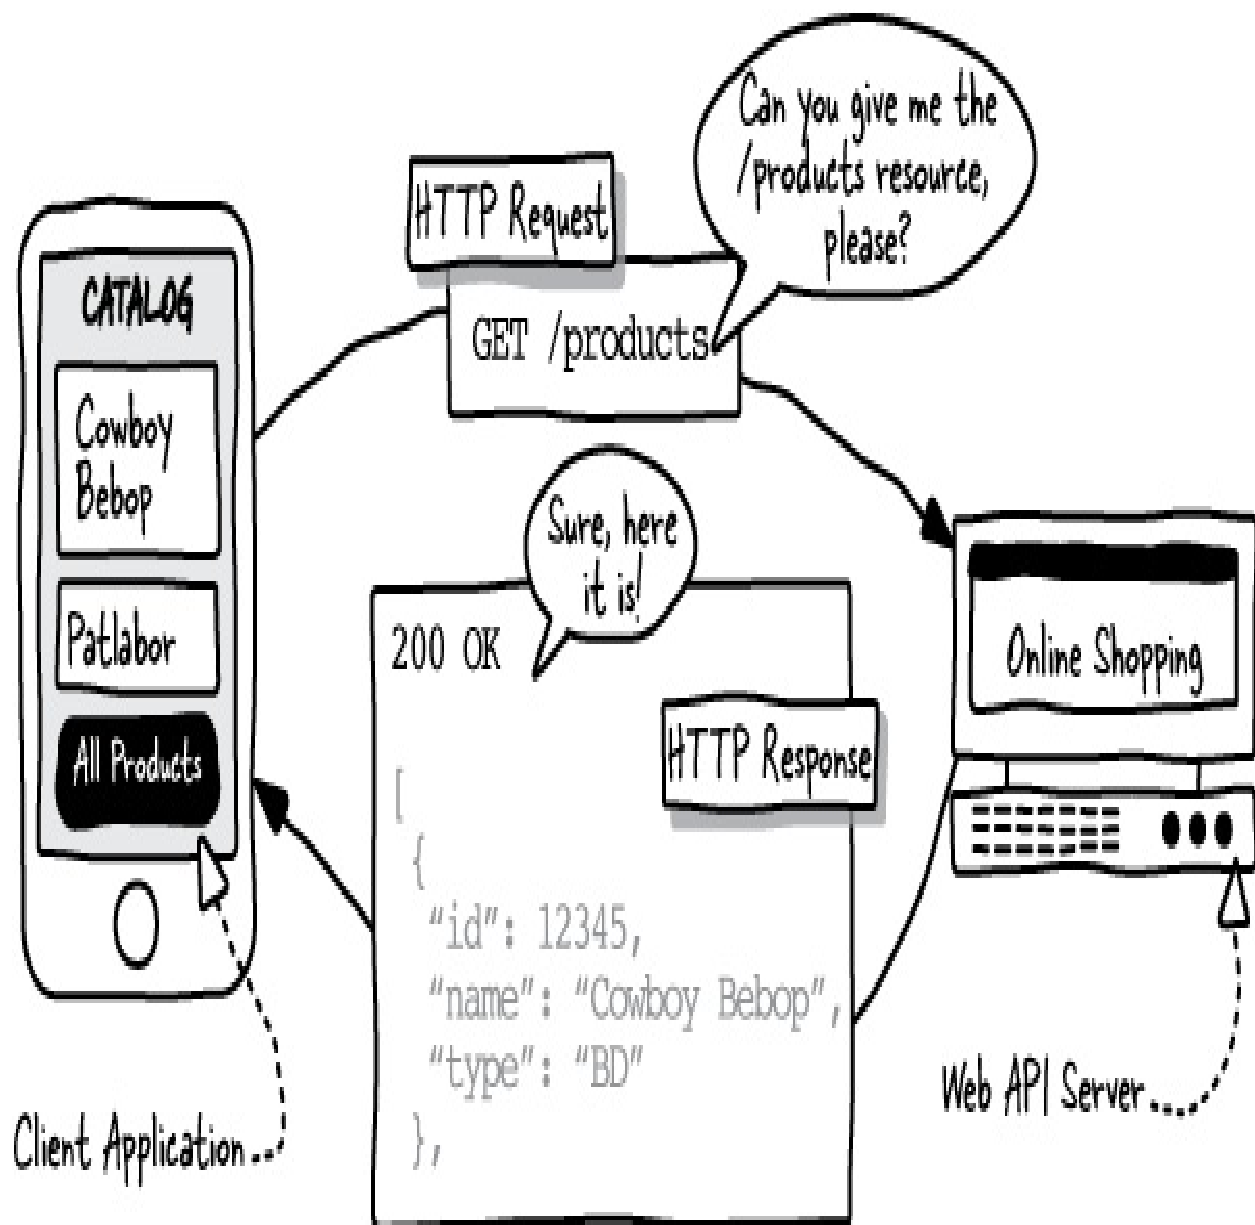 Can you give me the
/products resource,
please?
HTTP Request
GET /products
CATALOG
Cowboy
Bebop
Patlabor
All Products
Sure, here
it is!
200 OK
HTTP Response
[
{
“id”: 12345,
“name”: “Cowboy Bebop”,
“type”: “BD”
},
Online Shopping
Client Application
Web API Server